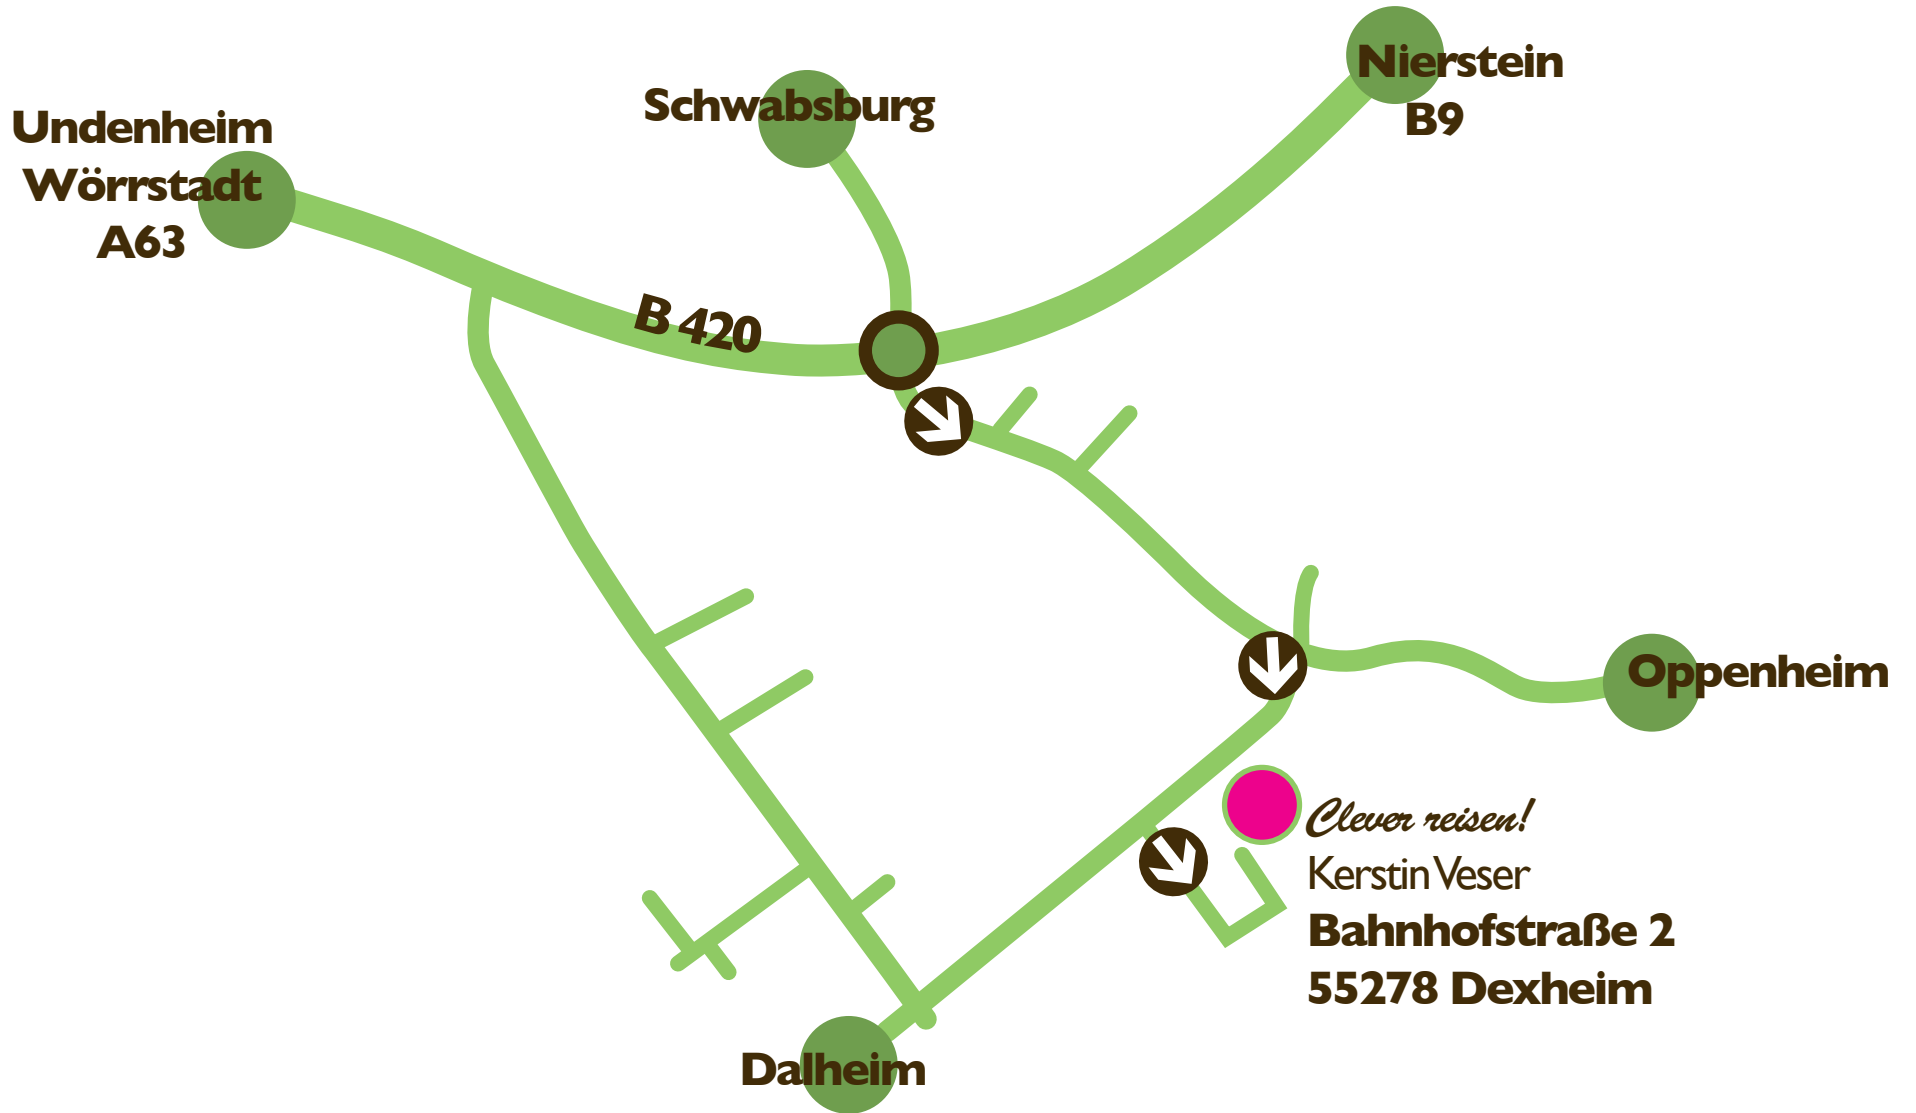 Nierstein
B9
Schwabsburg
Undenheim
Wörrstadt
A63
B 420
Oppenheim
Clever reisen!
Kerstin Veser
Bahnhofstraße 2
55278 Dexheim
Dalheim